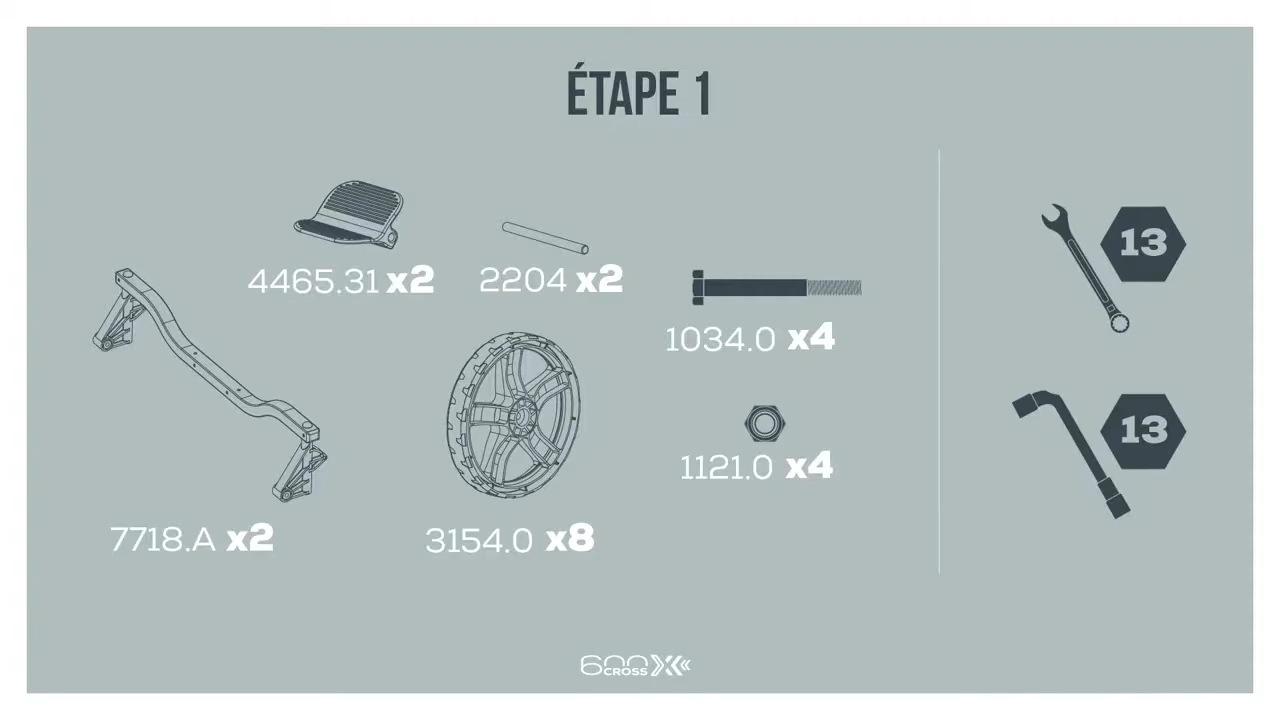 ÉTAPE 1
4465.31 x2
2204 x2
1034.0 x4
1121.0 x4
7718.A x2
3154.0 x8
13
13
600 CROSS